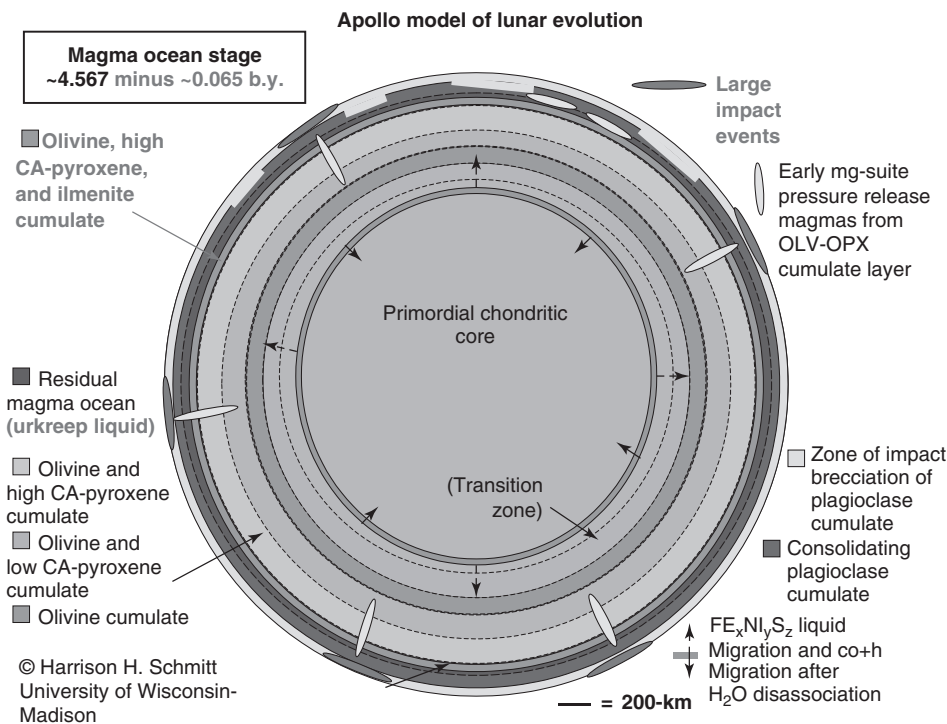 Apollo model of lunar evolution
Magma ocean stage
~4.567 minus ~0.065 b.y.
Olivine, high
CA-pyroxene,
and ilmenite
cumulate
Large
impact
events
Early mg-suite
pressure release
magmas from
OLV-OPX
cumulate layer
Primordial chondritic
core
(Transition
zone)
Residual
magma ocean
(urkreep liquid)
Olivine and
high CA-pyroxene
cumulate
Olivine and
low CA-pyroxene
cumulate
Olivine cumulate
© Harrison H. Schmitt
University of Wisconsin-
Madison
Zone of impact
brecciation of
plagioclase
cumulate
Consolidating
plagioclase
cumulate
FExNIySz liquid
Migration and co+h
Migration after
H2O disassociation
= 200-km